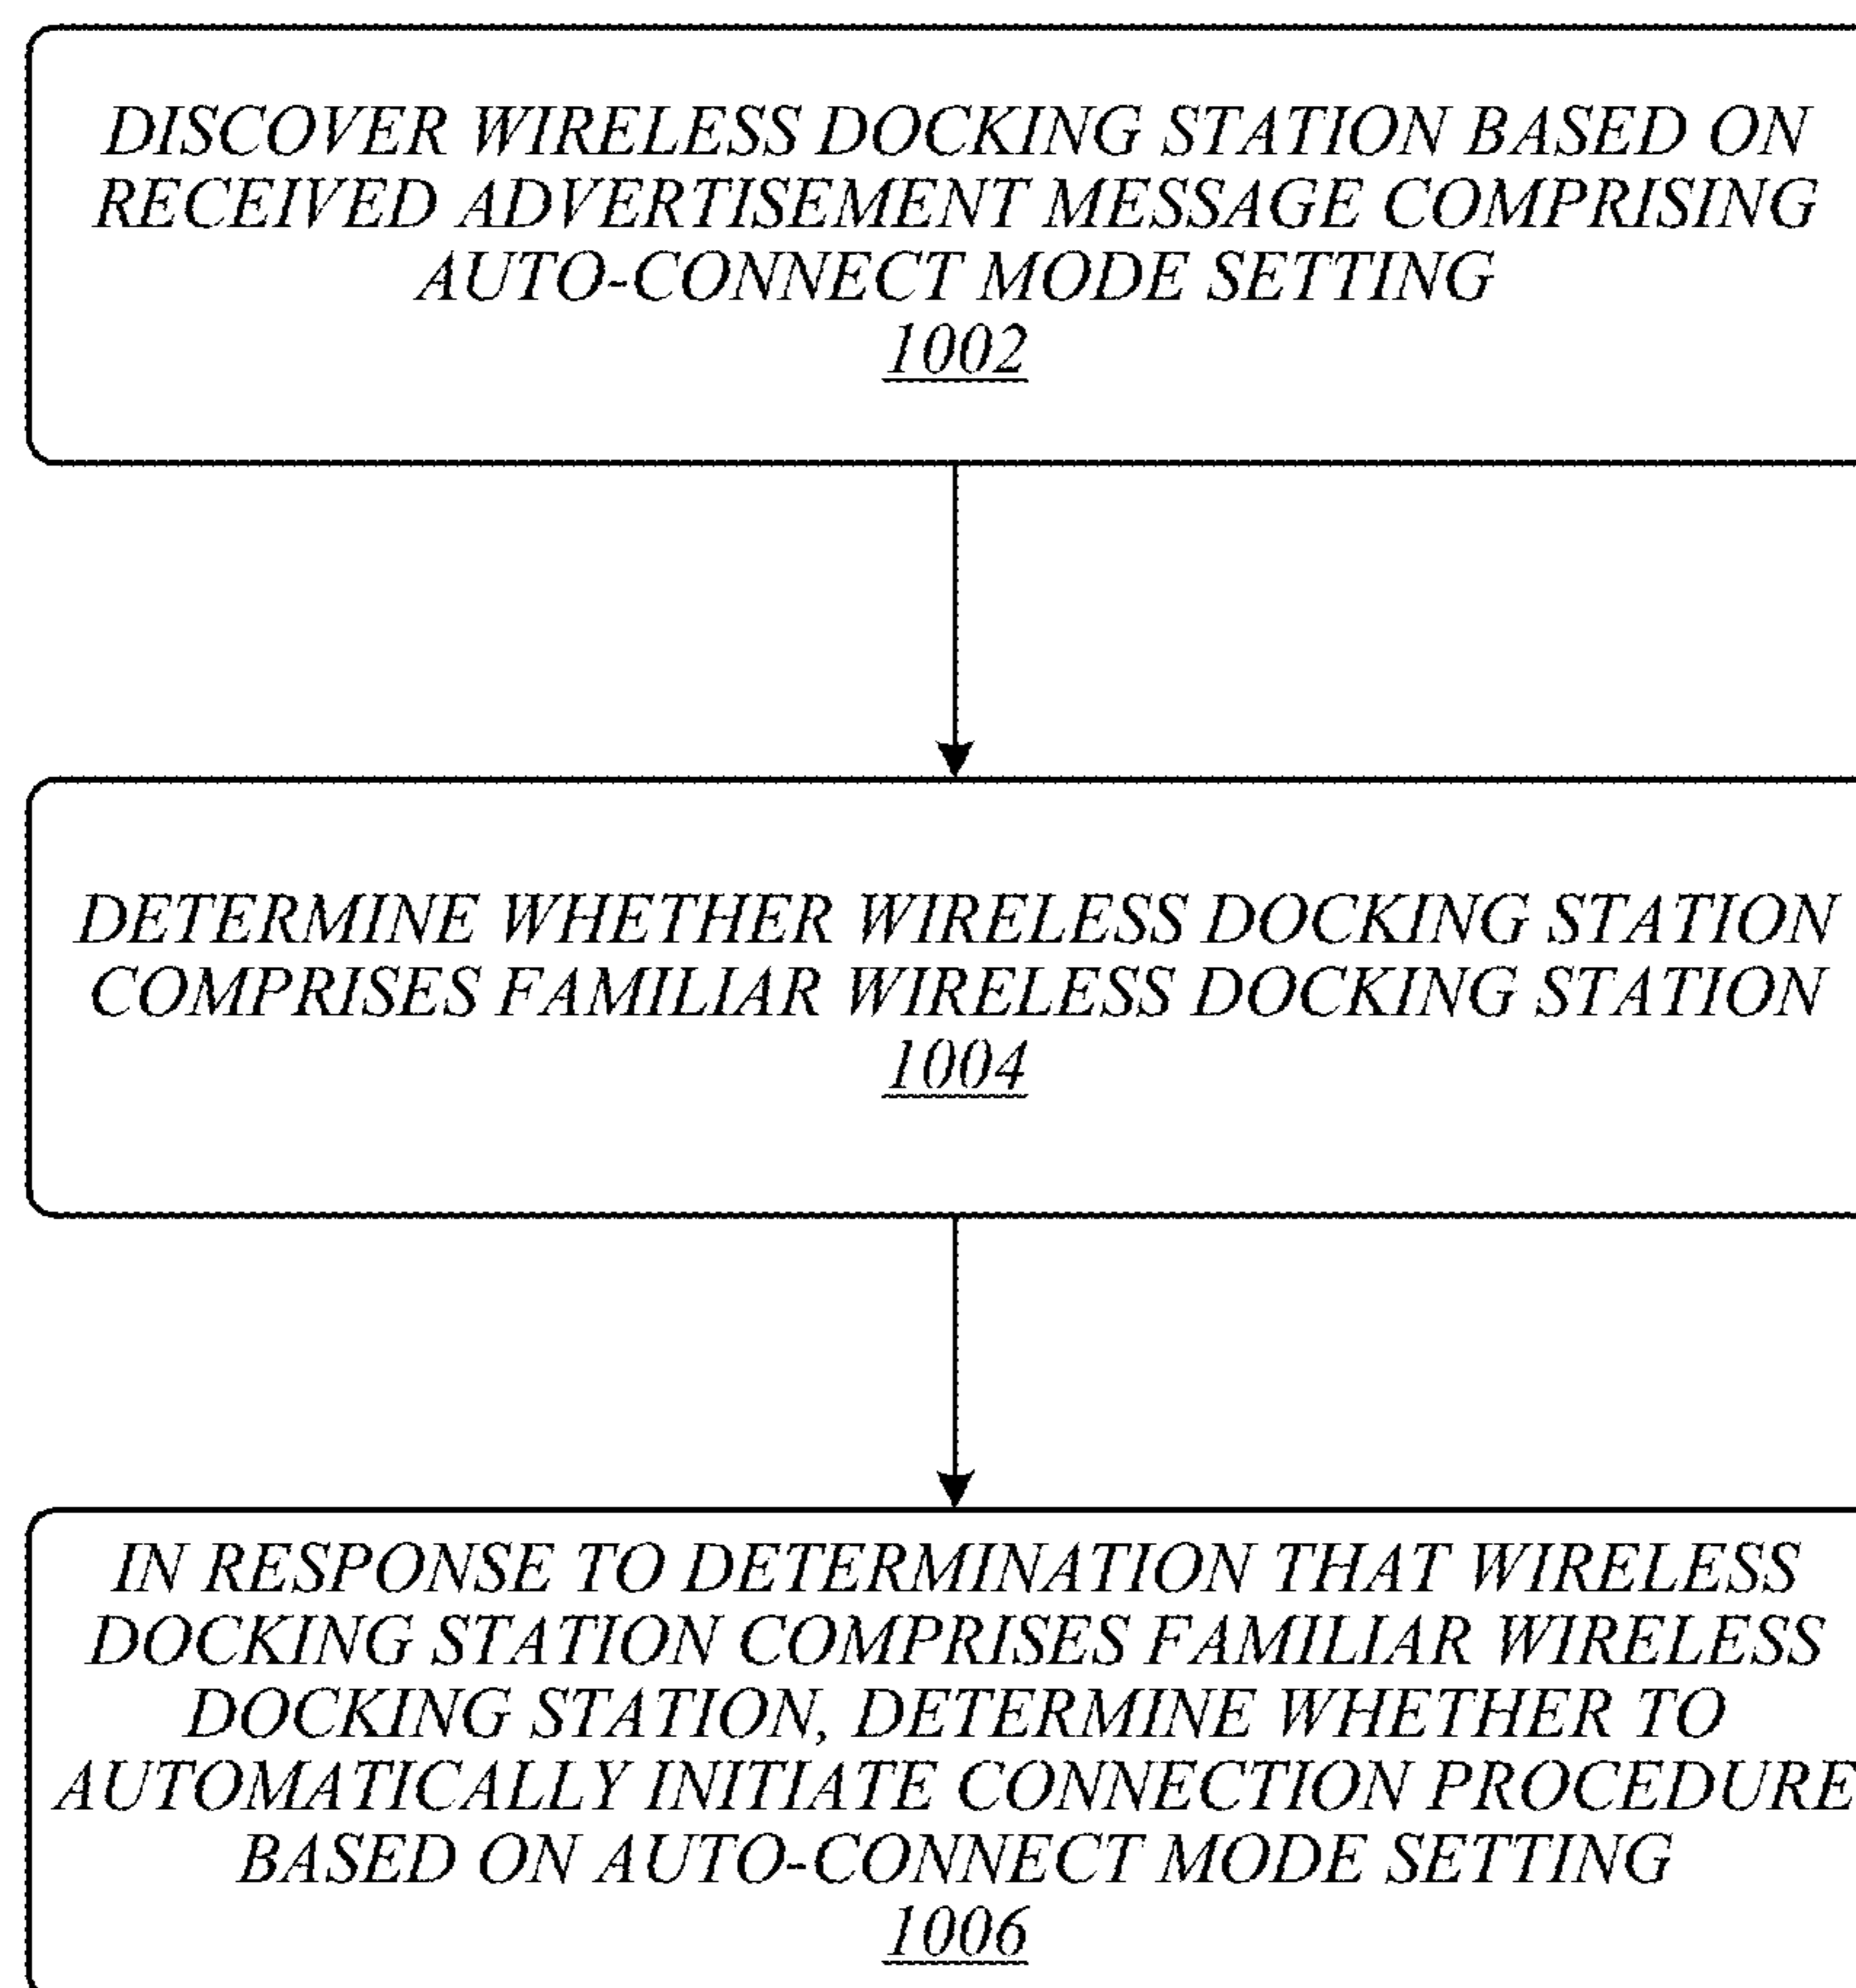 DISCOVER WIRELESS DOCKING STATION BASED ON
RECEIVED ADVERTISEMENT MESSAGE COMPRISING
AUTO-CONNECT MODE SETTING
1002
DETERMINE WHETHER WIRELESS DOCKING STATION
COMPRISES FAMILIAR WIRELESS DOCKING STATION
1004
IN RESPONSE TO DETERMINATION THAT WIRELESS
DOCKING STATION COMPRISES FAMILIAR WIRELESS
DOCKING STATION, DETERMINE WHETHER TO
AUTOMATICALLY INITIATE CONNECTION PROCEDURE
BASED ON AUTO-CONNECT MODE SETTING
1006